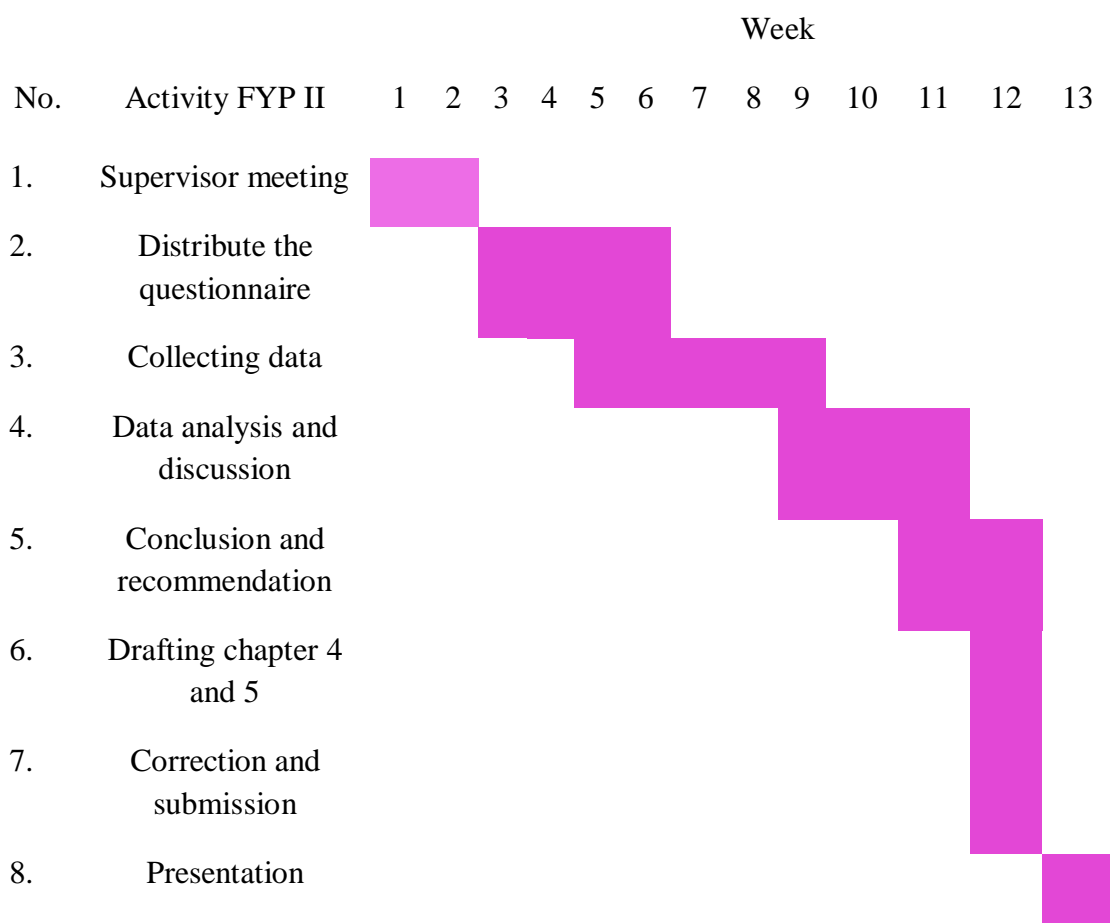 Week
No. Activity FYP II 1 2 3 4 5 6 7 8 9 10 11 12 13
1. Supervisor meeting
2. Distribute the
questionnaire
3. Collecting data
4. Data analysis and
discussion
5. Conclusion and
recommendation
6. Drafting chapter 4
and 5
7. Correction and
submission
8. Presentation